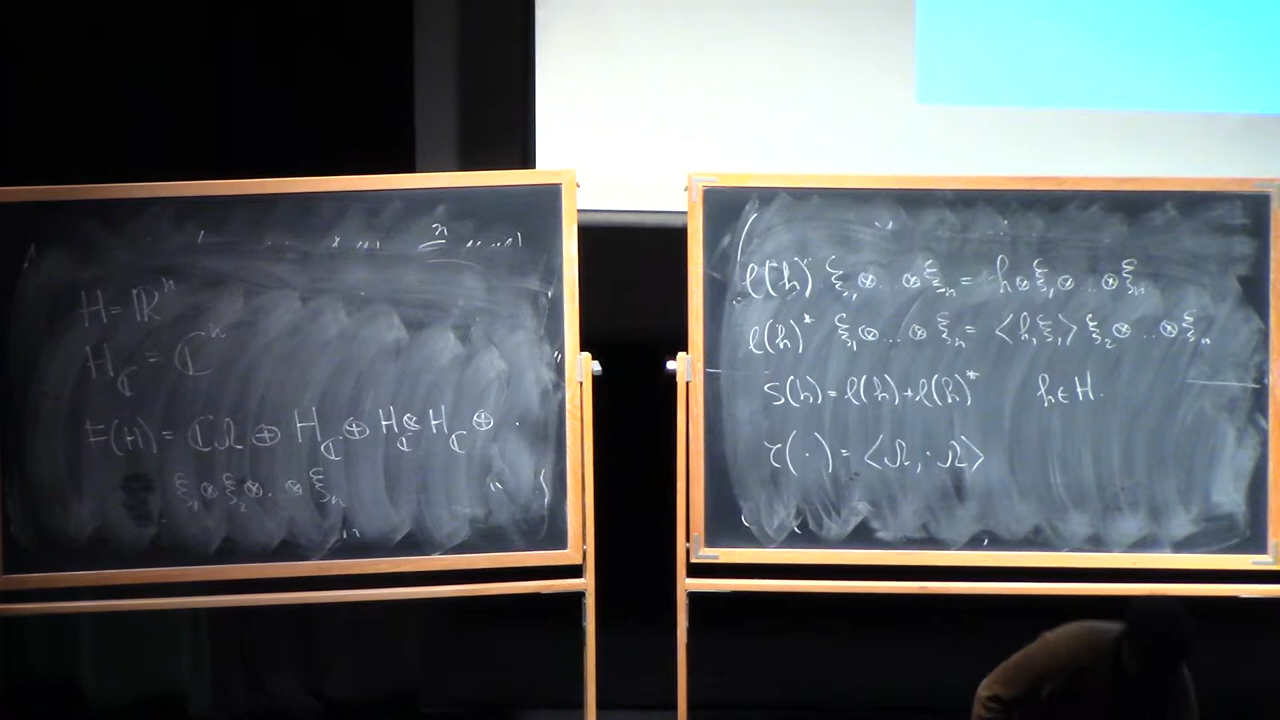 H = ℝⁿ
H_ℂ = ℂⁿ
F(H) = ℂΩ ⊕ H_ℂ ⊕ H_ℂ ⊗ H_ℂ ⊕ .
ξ₁ ⊗ ξ₂ ⊗ . . ⊗ ξₙ
ℓ(h) ξ₁ ⊗ . . ⊗ ξₙ = h ⊗ ξ₁ ⊗ . . ⊗ ξₙ
ℓ(h)* ξ₁ ⊗ ... ⊗ ξₙ = <h, ξ₁> ξ₂ ⊗ ... ⊗ ξₙ
s(h) = ℓ(h) + ℓ(h)* h ∈ H.
τ(·) = <Ω, · Ω>